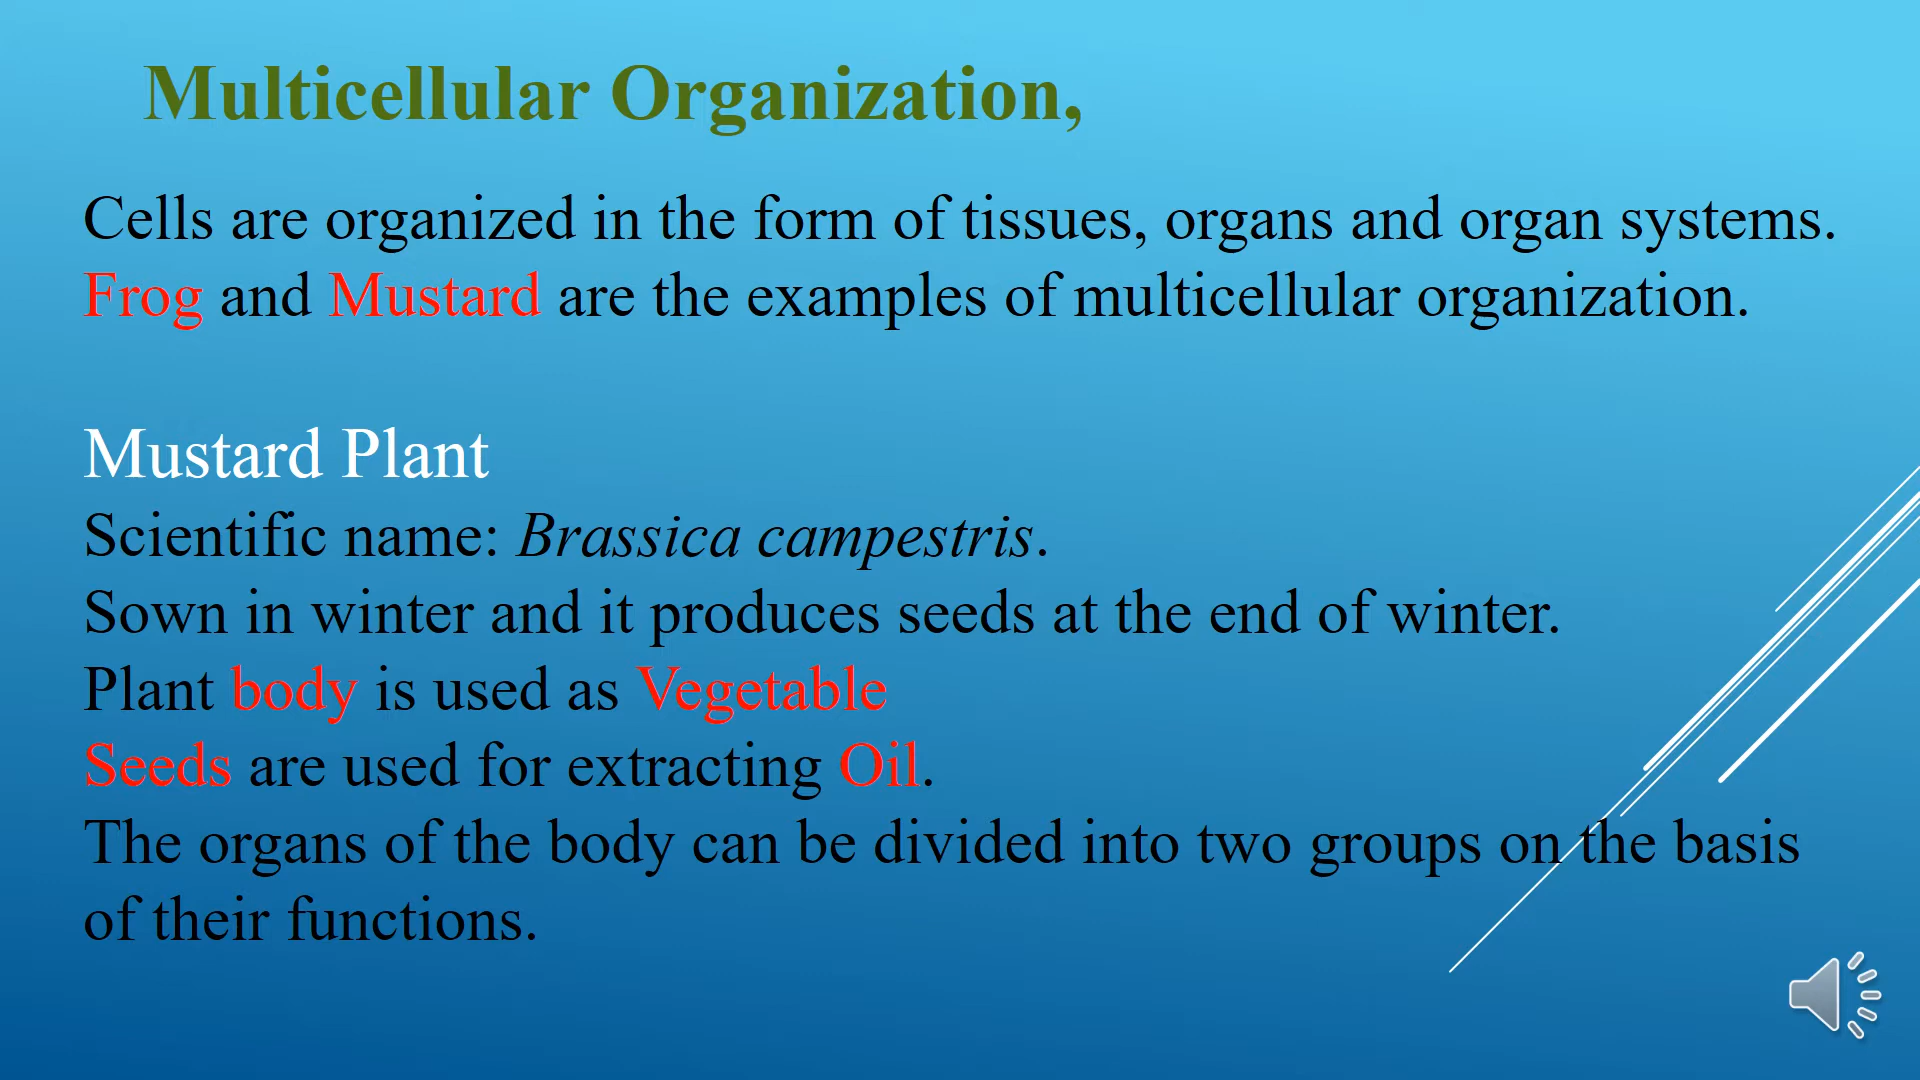 Multicellular Organization,
Cells are organized in the form of tissues, organs and organ systems.
Frog and Mustard are the examples of multicellular organization.
Mustard Plant
Scientific name: Brassica campestris.
Sown in winter and it produces seeds at the end of winter.
Plant body is used as Vegetable
Seeds are used for extracting Oil.
The organs of the body can be divided into two groups on the basis
of their functions.